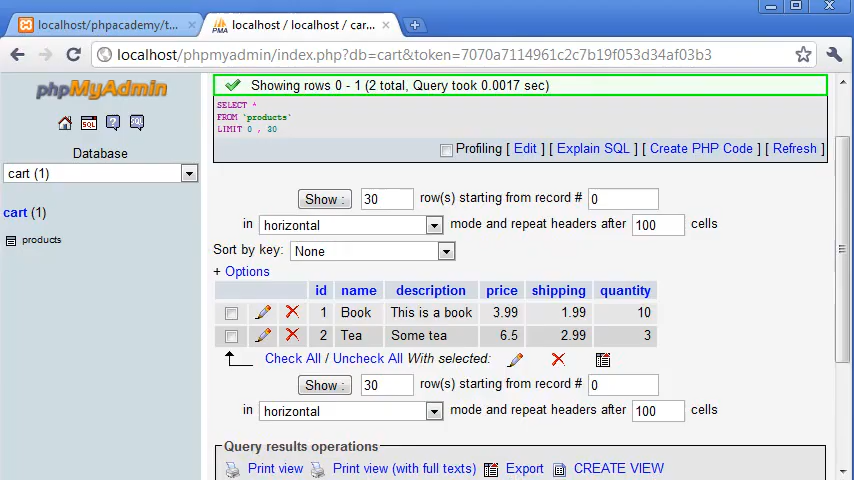 localhost/phpacademy/t...
localhost / localhost / car...
localhost/phpmyadmin/index.php?db=cart&token=7070a7114961c2c7b19f053d34af03b3
phpMyAdmin
SQL
Database
cart (1)
cart (1)
products
Showing rows 0 - 1 (2 total, Query took 0.0017 sec)
SELECT *
FROM `products`
LIMIT 0 , 30
Profiling [ Edit ] [ Explain SQL ] [ Create PHP Code ] [ Refresh ]
Show : 30 row(s) starting from record # 0
in horizontal mode and repeat headers after 100 cells
Sort by key: None
+ Options
id name description price shipping quantity
1 Book This is a book 3.99 1.99 10
2 Tea Some tea 6.5 2.99 3
Check All / Uncheck All With selected:
Show : 30 row(s) starting from record # 0
in horizontal mode and repeat headers after 100 cells
Query results operations
Print view Print view (with full texts) Export CREATE VIEW